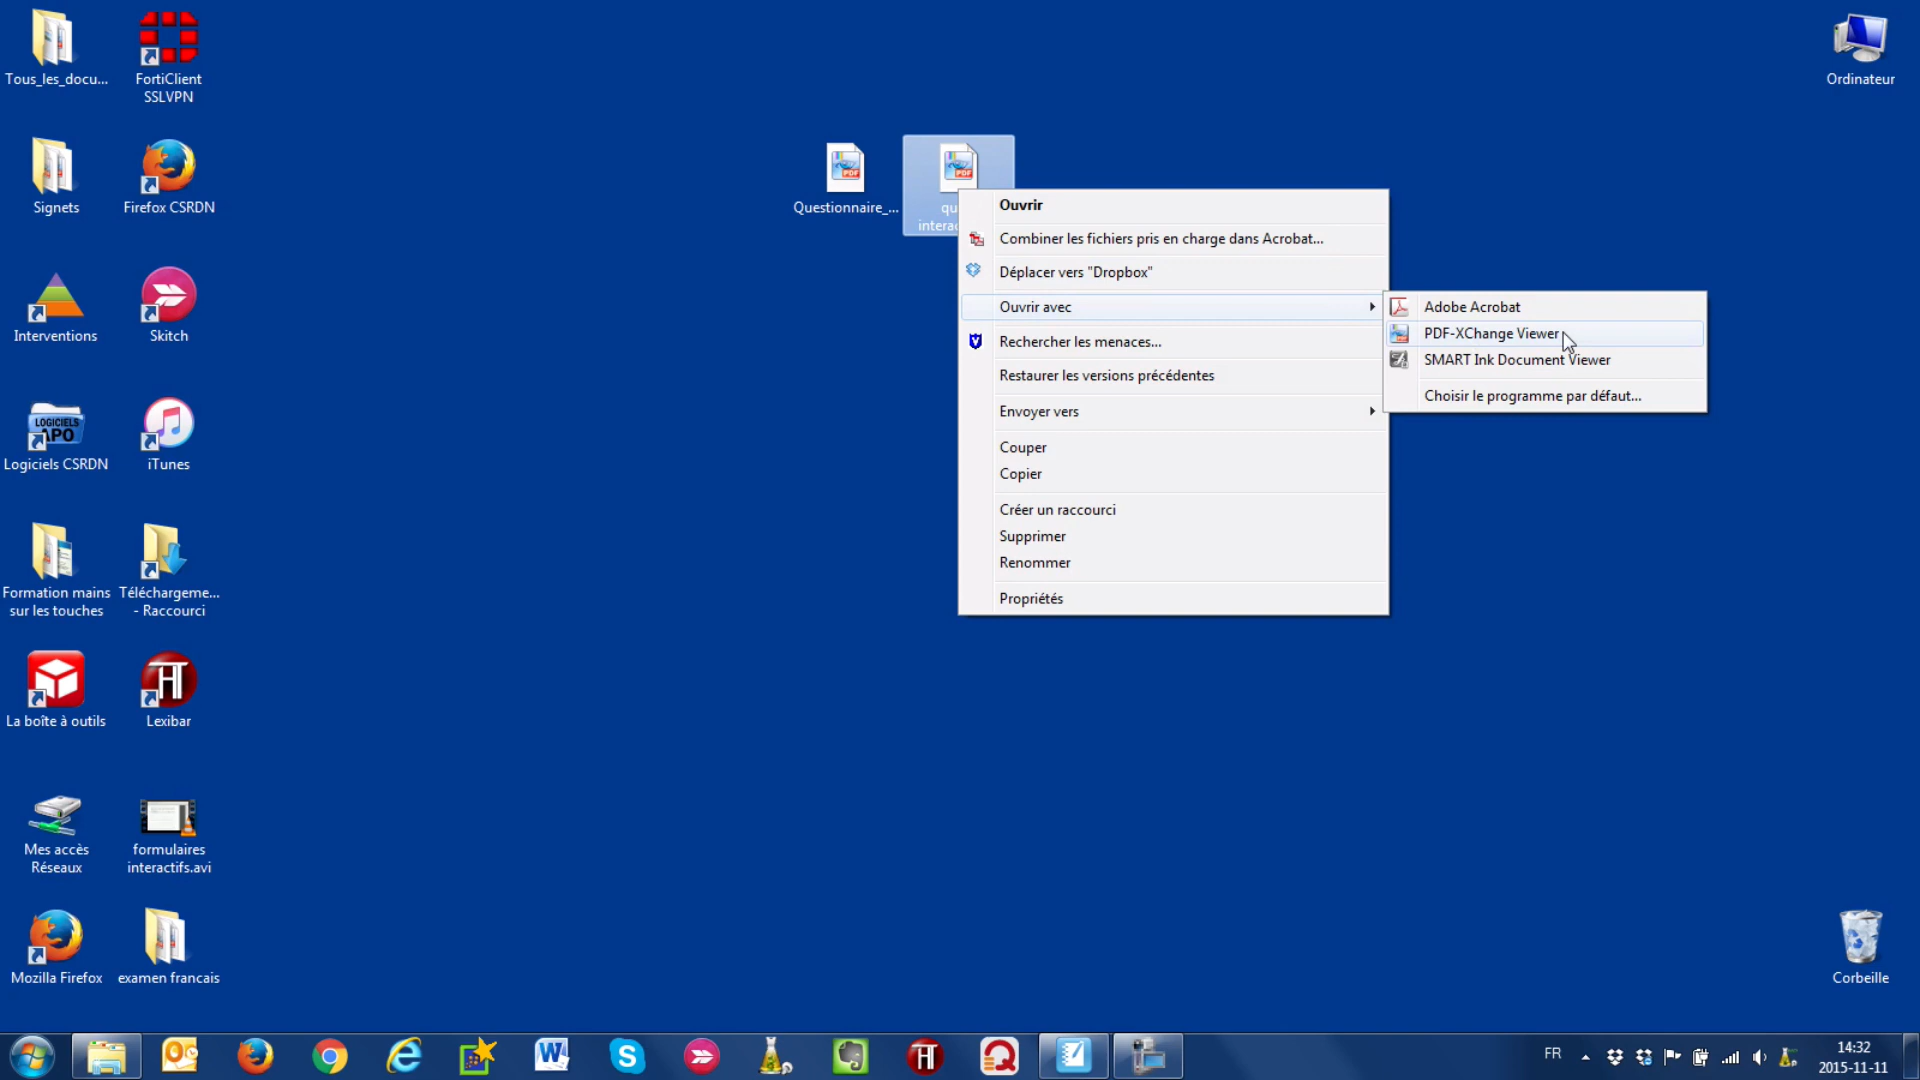 Tous_les_docu...
FortiClient
SSLVPN
Ordinateur
Signets
Firefox CSRDN
Questionnaire_...
PDF
PDF
qu
interac
Ouvrir
Combiner les fichiers pris en charge dans Acrobat...
Déplacer vers "Dropbox"
Ouvrir avec
Rechercher les menaces...
Restaurer les versions précédentes
Envoyer vers
Couper
Copier
Créer un raccourci
Supprimer
Renommer
Propriétés
Adobe Acrobat
PDF-XChange Viewer
SMART Ink Document Viewer
Choisir le programme par défaut...
Interventions
Skitch
LOGICIELS
APO
Logiciels CSRDN
iTunes
Formation mains
sur les touches
Téléchargeme...
- Raccourci
La boîte à outils
Lexibar
Mes accès
Réseaux
formulaires
interactifs.avi
Mozilla Firefox
examen francais
Corbeille
FR
14:32
2015-11-11